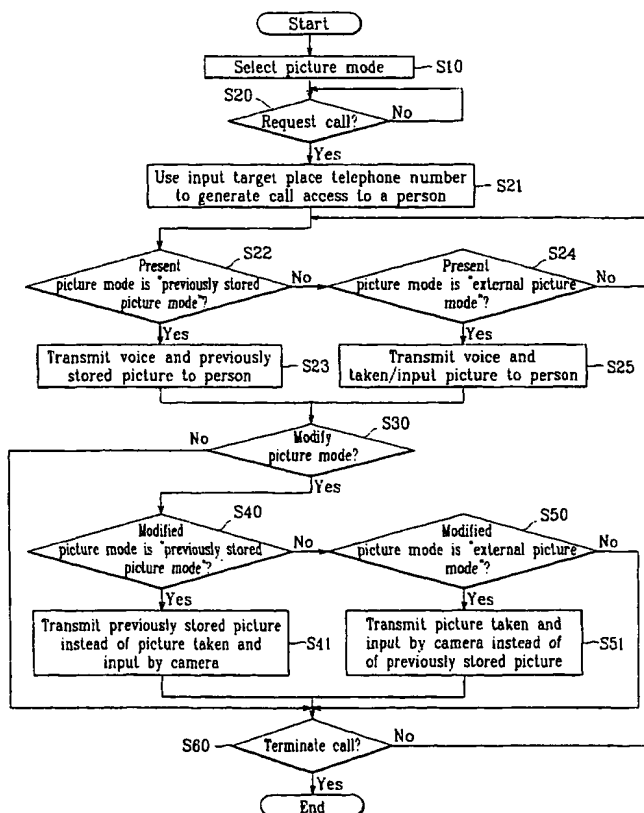 Start
Select picture mode
S10
S20
Request call?
No
Yes
Use input target place telephone number
to generate call access to a person
S21
S22
Present
picture mode is "previously stored
picture mode"?
No
Yes
S24
Present
picture mode is "external picture
mode"?
No
Yes
Transmit voice and previously
stored picture to person
S23
Transmit voice and
taken/input picture to person
S25
S30
No
Modify
picture mode?
Yes
S40
Modified
picture mode is "previously stored
picture mode"?
No
Yes
S50
Modified
picture mode is "external picture
mode"?
No
Yes
Transmit previously stored picture
instead of picture taken and
input by camera
S41
Transmit picture taken and
input by camera instead of
of previously stored picture
S51
S60
Terminate call?
No
Yes
End